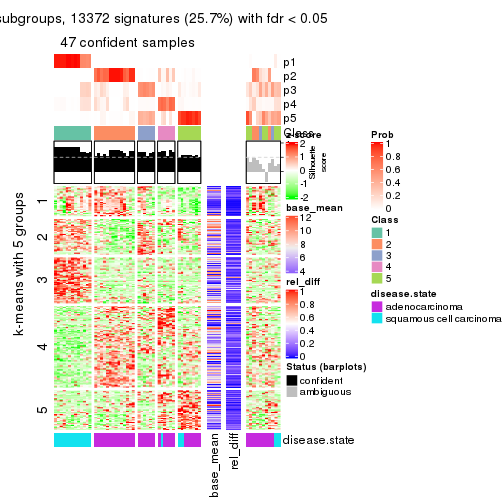 subgroups, 13372 signatures (25.7%) with fdr < 0.05
47 confident samples
p1
p2
p3
p4
p5
Class
Silhouette
score
1
2
3
4
5
k-means with 5 groups
disease.state
base_mean
rel_diff
z-score
2
1
0
-1
-2
base_mean
12
10
8
6
4
rel_diff
1
0.8
0.6
0.4
0.2
0
Status (barplots)
confident
ambiguous
Prob
1
0.8
0.6
0.4
0.2
0
Class
1
2
3
4
5
disease.state
adenocarcinoma
squamous cell carcinoma